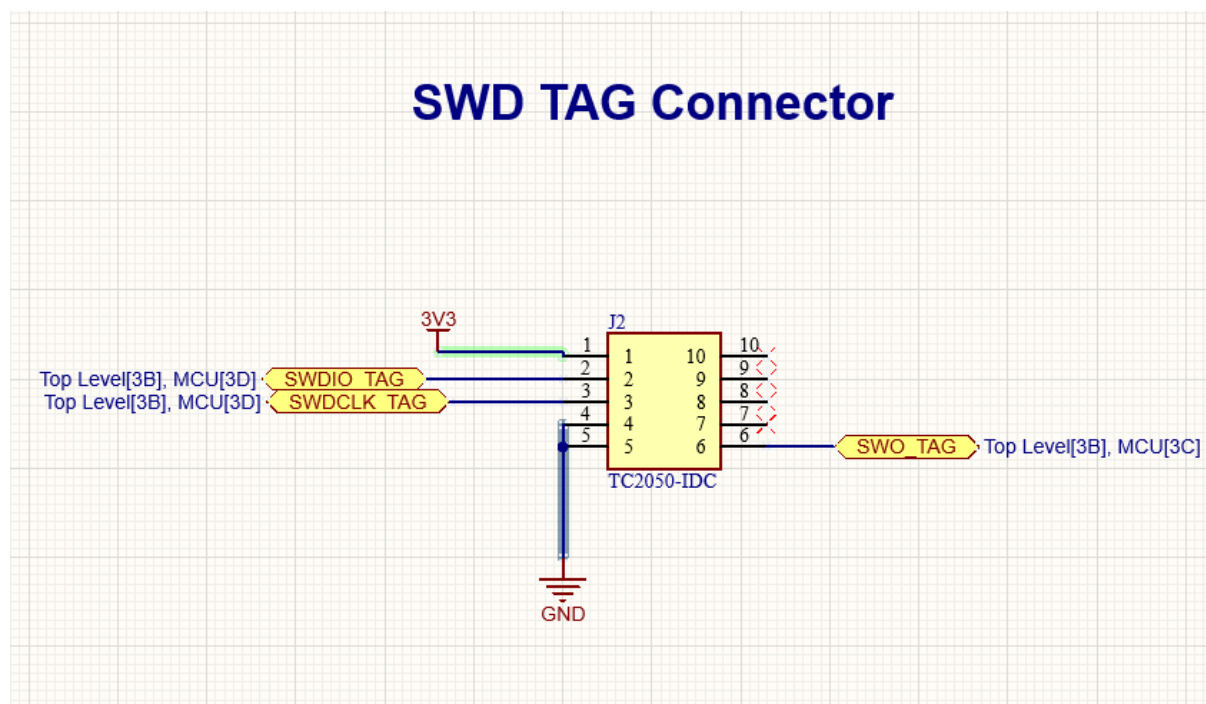 SWD TAG Connector
3V3
J2
1 1 10 10
Top Level[3B], MCU[3D] SWDIO_TAG 2 2 9 9
Top Level[3B], MCU[3D] SWDCLK_TAG 3 3 8 8
4 4 7 7
5 5 6 6 SWO_TAG Top Level[3B], MCU[3C]
TC2050-IDC
GND